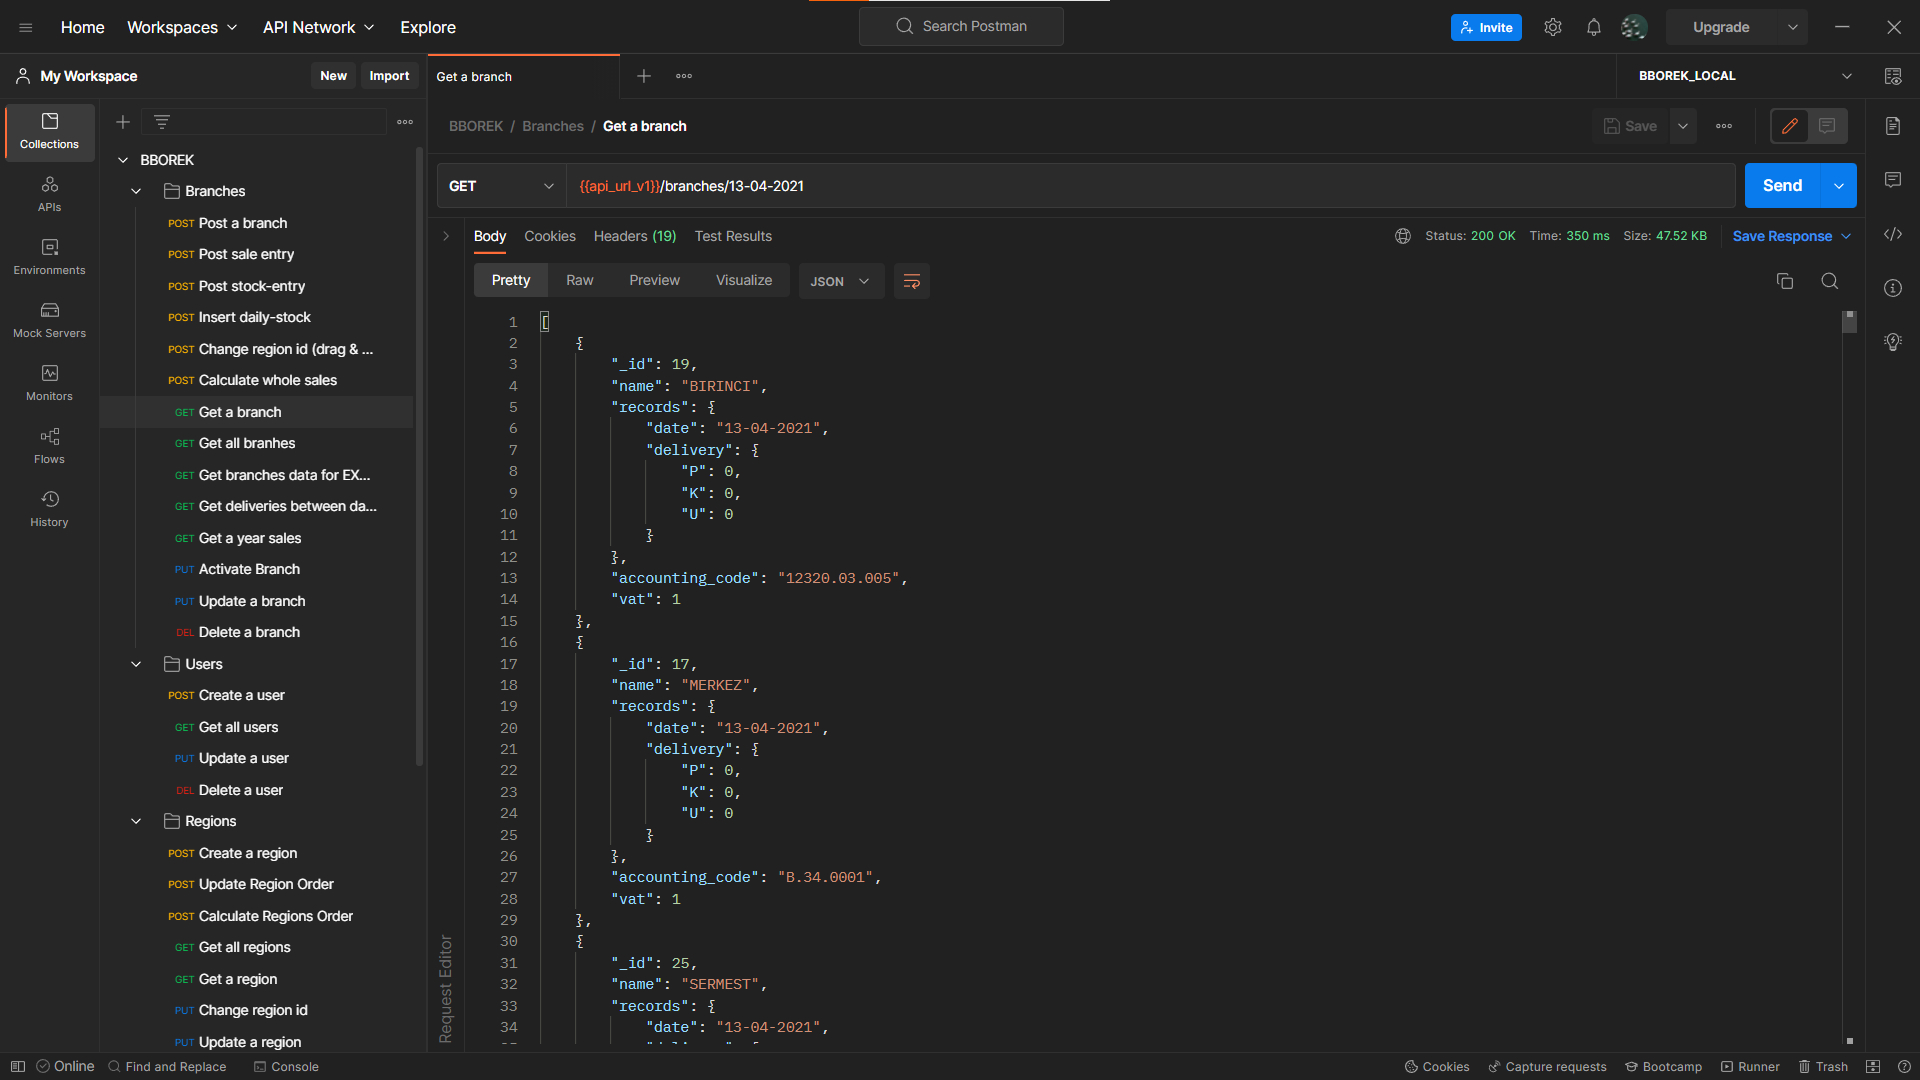 Home Workspaces API Network Explore Search Postman Invite Upgrade
My Workspace New Import Get a branch BBOREK_LOCAL
Collections
APIs
Environments
Mock Servers
Monitors
Flows
History
BBOREK
Branches
POST Post a branch
POST Post sale entry
POST Post stock-entry
POST Insert daily-stock
POST Change region id (drag & ...
POST Calculate whole sales
GET Get a branch
GET Get all branhes
GET Get branches data for EX...
GET Get deliveries between da...
GET Get a year sales
PUT Activate Branch
PUT Update a branch
DEL Delete a branch
Users
POST Create a user
GET Get all users
PUT Update a user
DEL Delete a user
Regions
POST Create a region
POST Update Region Order
POST Calculate Regions Order
GET Get all regions
GET Get a region
PUT Change region id
PUT Update a region
BBOREK / Branches / Get a branch Save
GET {{api_url_v1}}/branches/13-04-2021 Send
Body Cookies Headers (19) Test Results Status: 200 OK Time: 350 ms Size: 47.52 KB Save Response
Pretty Raw Preview Visualize JSON
1 [
2 {
3 "_id": 19,
4 "name": "BIRINCI",
5 "records": {
6 "date": "13-04-2021",
7 "delivery": {
8 "P": 0,
9 "K": 0,
10 "U": 0
11 }
12 },
13 "accounting_code": "12320.03.005",
14 "vat": 1
15 },
16 {
17 "_id": 17,
18 "name": "MERKEZ",
19 "records": {
20 "date": "13-04-2021",
21 "delivery": {
22 "P": 0,
23 "K": 0,
24 "U": 0
25 }
26 },
27 "accounting_code": "B.34.0001",
28 "vat": 1
29 },
30 {
31 "_id": 25,
32 "name": "SERMEST",
33 "records": {
34 "date": "13-04-2021",
Request Editor
Online Find and Replace Console Cookies Capture requests Bootcamp Runner Trash